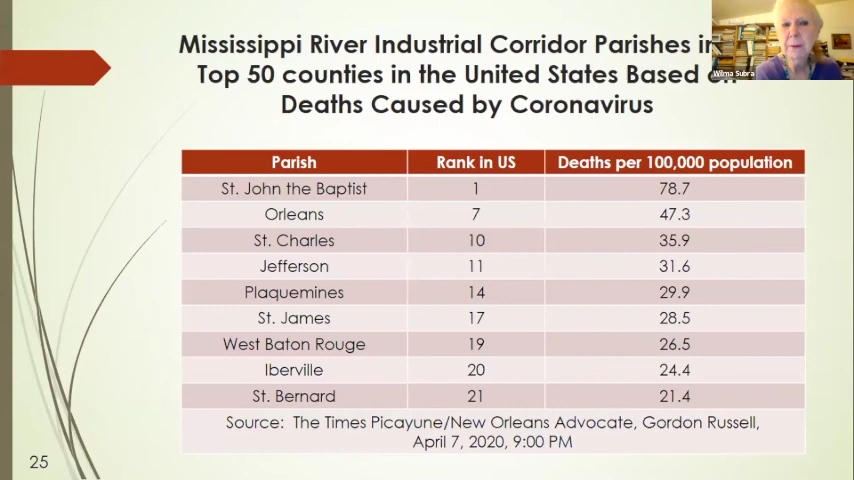 Mississippi River Industrial Corridor Parishes i
Top 50 counties in the United States Based
Deaths Caused by Coronavirus
Wilma Subra
Parish Rank in US Deaths per 100,000 population
St. John the Baptist 1 78.7
Orleans 7 47.3
St. Charles 10 35.9
Jefferson 11 31.6
Plaquemines 14 29.9
St. James 17 28.5
West Baton Rouge 19 26.5
Iberville 20 24.4
St. Bernard 21 21.4
Source: The Times Picayune/New Orleans Advocate, Gordon Russell,
April 7, 2020, 9:00 PM
25